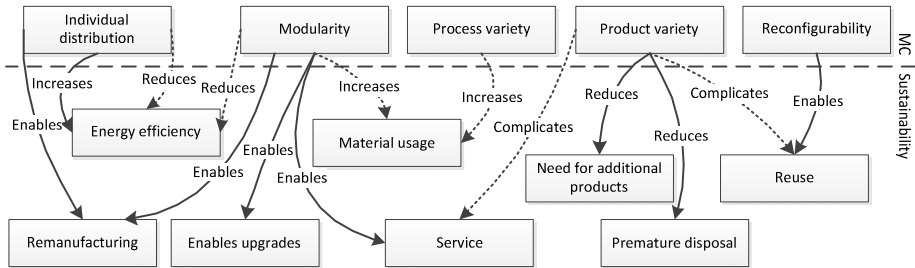 Individual
distribution
Modularity
Process variety
Product variety
Reconfigurability
MC
Sustainability
Increases
Reduces
Reduces
Increases
Increases
Reduces
Complicates
Enables
Enables
Energy efficiency
Enables
Material usage
Complicates
Reduces
Enables
Enables
Need for additional
products
Reuse
Remanufacturing
Enables upgrades
Service
Premature disposal